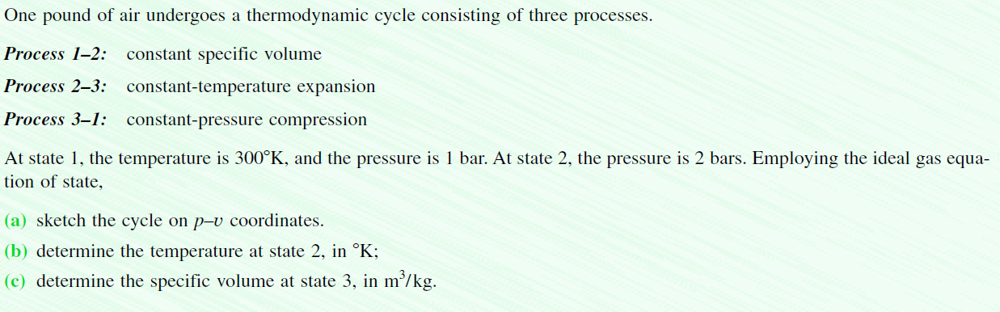 One pound of air undergoes a thermodynamic cycle consisting of three processes.
Process 1–2: constant specific volume
Process 2–3: constant-temperature expansion
Process 3–1: constant-pressure compression
At state 1, the temperature is 300°K, and the pressure is 1 bar. At state 2, the pressure is 2 bars. Employing the ideal gas equa-
tion of state,
(a) sketch the cycle on p–v coordinates.
(b) determine the temperature at state 2, in °K;
(c) determine the specific volume at state 3, in m³/kg.